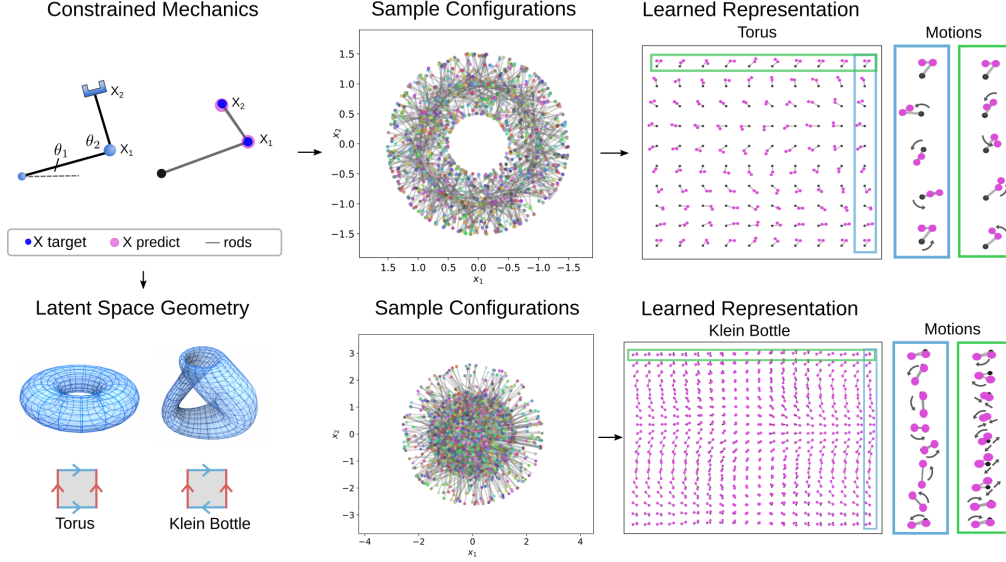 Constrained Mechanics
X₂
θ₂
X₁
θ₁
X₂
X₁
X target
X predict
rods
Latent Space Geometry
Torus
Klein Bottle
Sample Configurations
x₂
1.5
1.0
0.5
0.0
−0.5
−1.0
−1.5
1.5 1.0 0.5 0.0 −0.5 −1.0 −1.5
x₁
Learned Representation
Torus
Motions
Sample Configurations
x₂
3
2
1
0
−1
−2
−3
−4 −2 0 2 4
x₁
Learned Representation
Klein Bottle
Motions